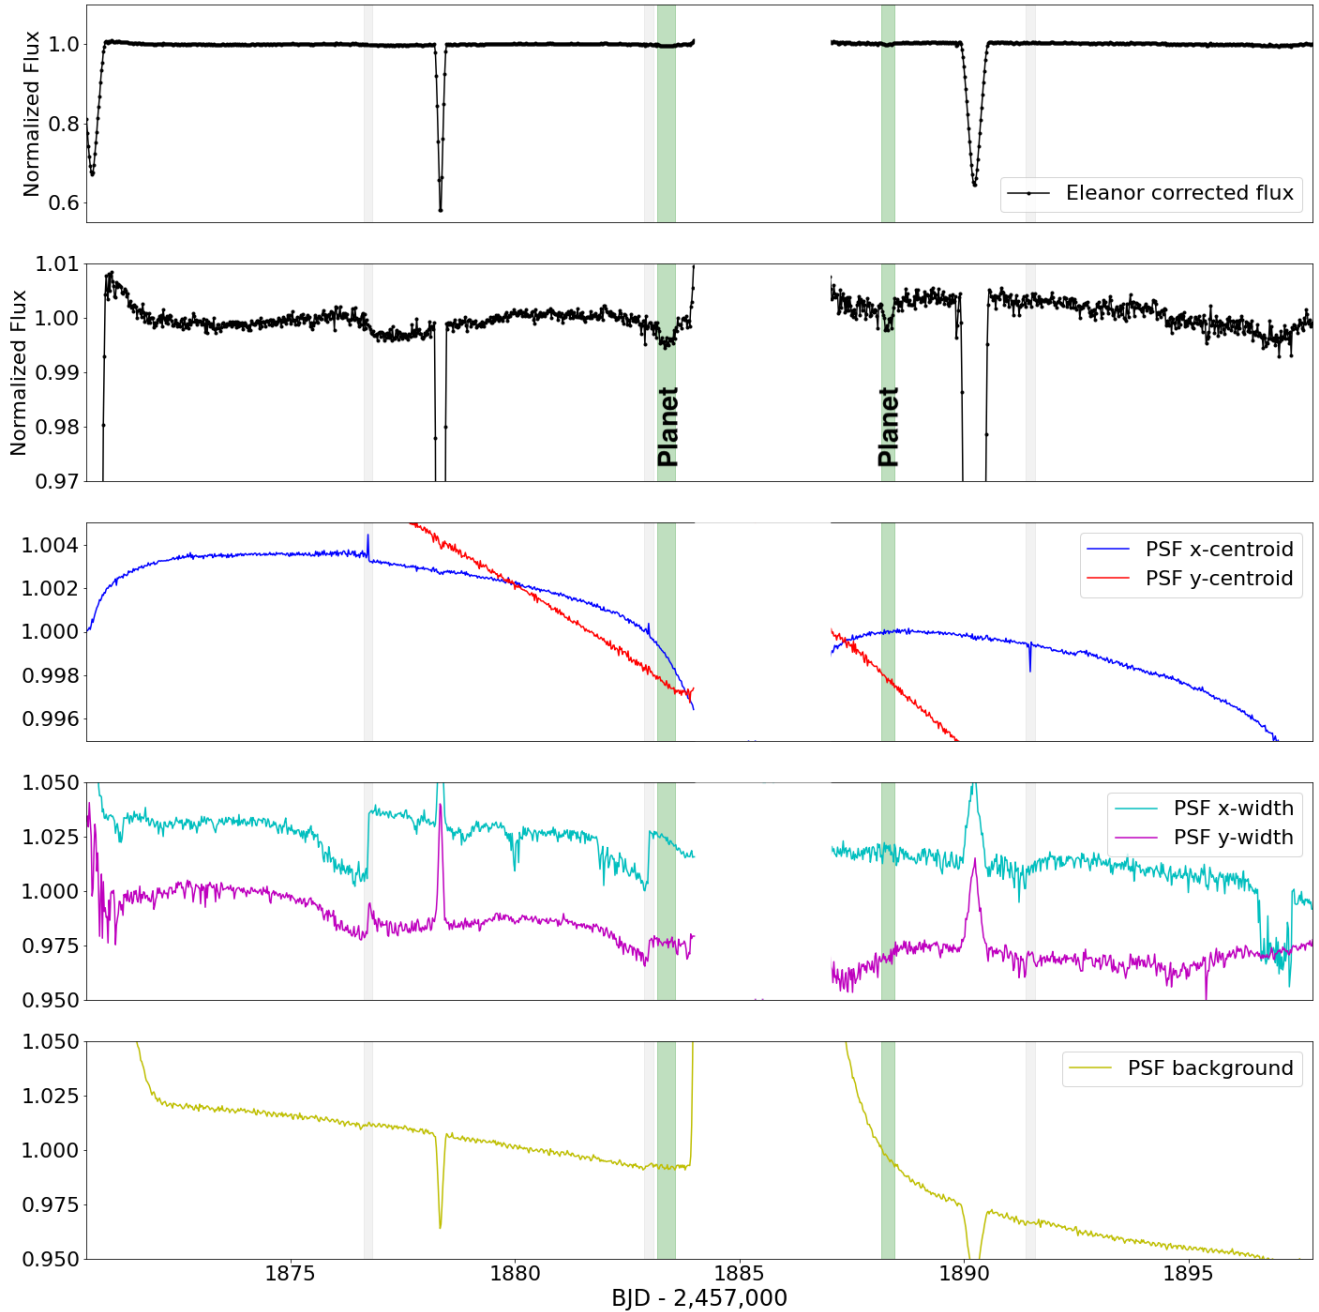 1.0
0.8
0.6
Normalized Flux
Eleanor corrected flux
1.01
1.00
0.99
0.98
0.97
Normalized Flux
Planet
Planet
1.004
1.002
1.000
0.998
0.996
PSF x-centroid
PSF y-centroid
1.050
1.025
1.000
0.975
0.950
PSF x-width
PSF y-width
1.050
1.025
1.000
0.975
0.950
PSF background
1875 1880 1885 1890 1895
BJD - 2,457,000